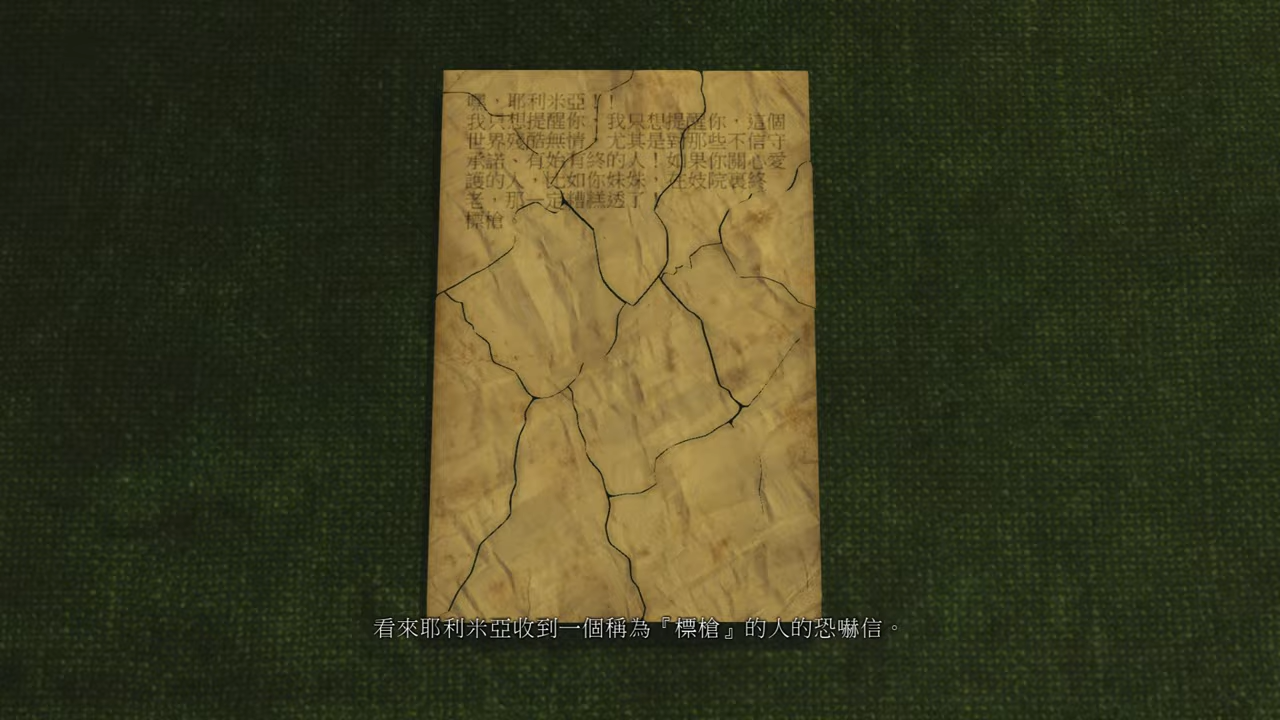 嘿，耶利米亞！！
我只想提醒你，我只想提醒你，這個
世界殘酷無情，尤其是對那些不信守
承諾、有始有終的人！如果你關心愛
護的人，比如你妹妹，在妓院裏終
老，那一定糟糕透了！
標槍。
看來耶利米亞收到一個稱為『標槍』的人的恐嚇信。